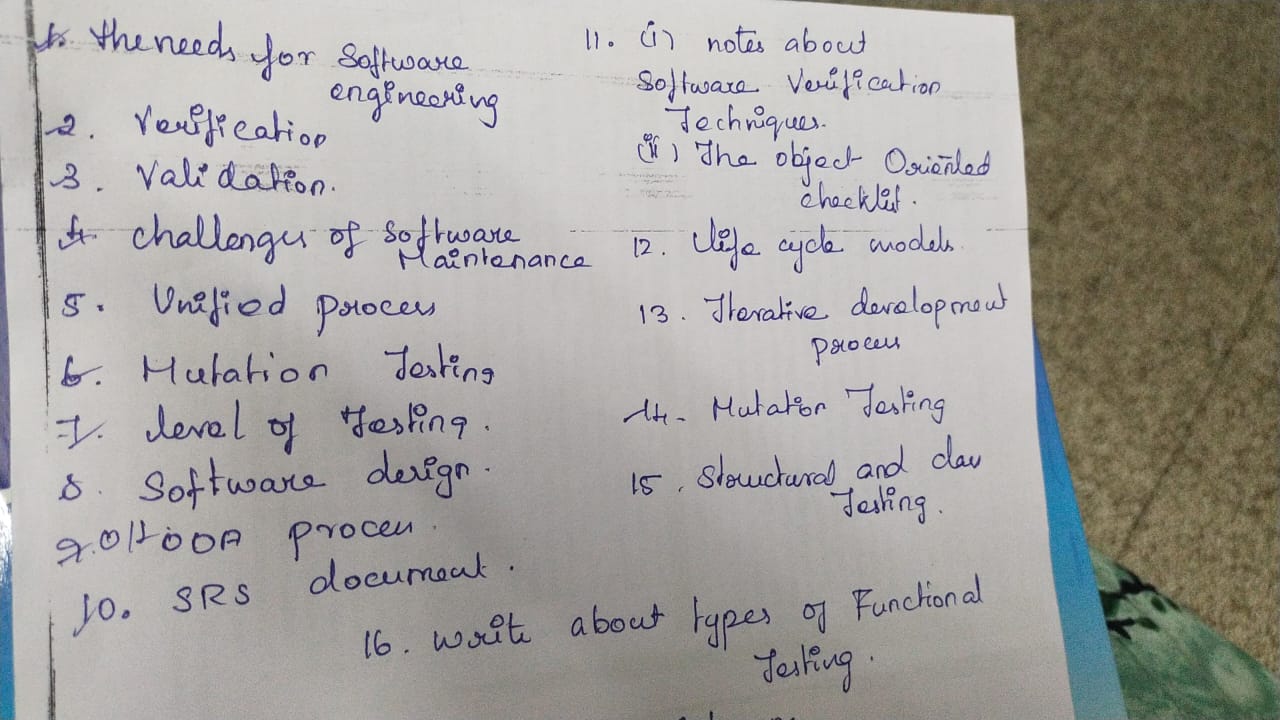 1. the needs for Software
engineering
2. Verification
3. Validation.
4. challenges of Software
Maintenance
5. Unified process
6. Mutation Testing
7. level of Testing.
8. Software design.
9. OOA process.
10. SRS document.
11. (i) notes about
Software Verification
Techniques.
(ii) The object Oriented
checklist.
12. life cycle models.
13. Iterative development
process
14. Mutation Testing
15. Structural and class
Testing.
16. write about types of Functional
Testing.